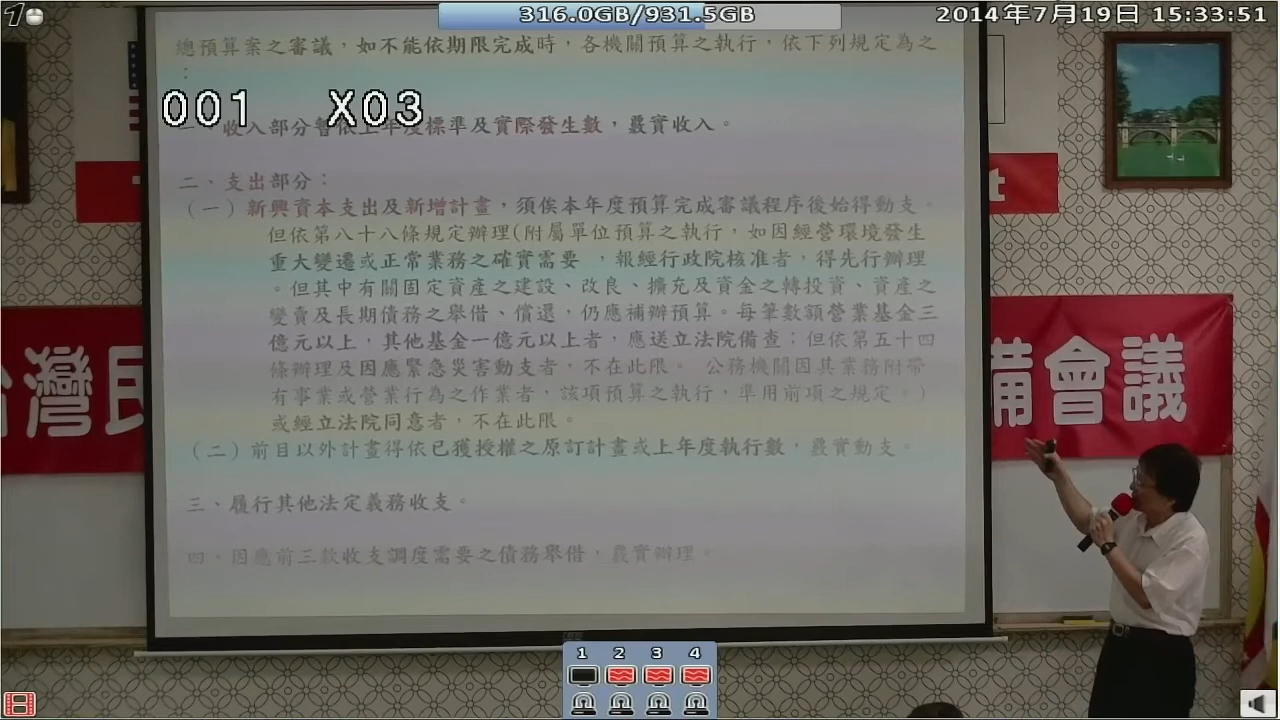 316.0GB/931.5GB
2014年7月19日 15:33:51
總預算案之審議，如不能依期限完成時，各機關預算之執行，依下列規定為之
：
001 X03
一、收入部分暫依上年度標準及實際發生數，覈實收入。
二、支出部分：
（一）新興資本支出及新增計畫，須俟本年度預算完成審議程序後始得動支。
但依第八十八條規定辦理(附屬單位預算之執行，如因經營環境發生
重大變遷或正常業務之確實需要 ，報經行政院核准者，得先行辦理
。但其中有關固定資產之建設、改良、擴充及資金之轉投資、資產之
變賣及長期債務之舉借、償還，仍應補辦預算。每筆數額營業基金三
億元以上，其他基金一億元以上者，應送立法院備查；但依第五十四
條辦理及因應緊急災害動支者，不在此限。 公務機關因其業務附帶
有事業或營業行為之作業者，該項預算之執行，準用前項之規定。）
或經立法院同意者，不在此限。
（二）前目以外計畫得依已獲授權之原訂計畫或上年度執行數，覈實動支。
三、履行其他法定義務收支。
四、因應前三款收支調度需要之債務舉借，覈實辦理。
t
台灣民
備會議
1 2 3 4